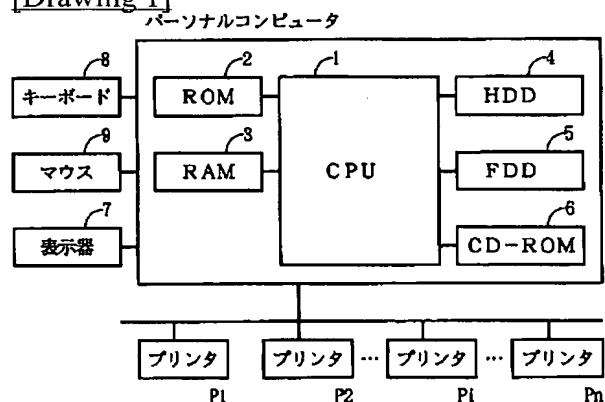 [Drawing 1]
パーソナルコンピュータ
8 2 1 4
キーボード ROM HDD
9 3 5
マウス RAM CPU FDD
7 6
表示器 CD-ROM
プリンタ プリンタ … プリンタ … プリンタ
P1 P2 Pi Pn